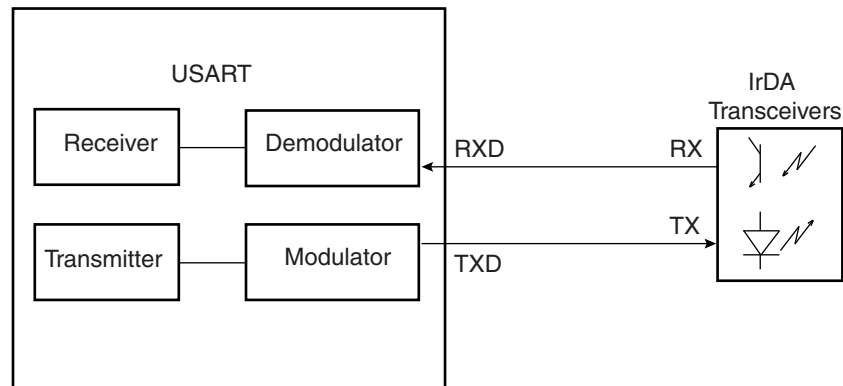 USART
IrDA
Transceivers
Receiver
Demodulator
RXD
RX
Transmitter
Modulator
TXD
TX